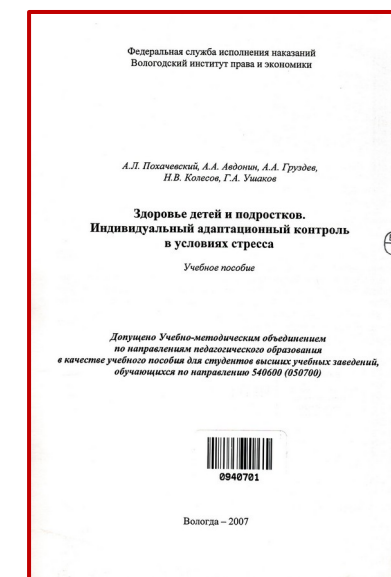 Федеральная служба исполнения наказаний
Вологодский институт права и экономики
А.Л. Похачевский, А.А. Авдонин, А.А. Груздев,
Н.В. Колесов, Г.А. Ушаков
Здоровье детей и подростков.
Индивидуальный адаптационный контроль
в условиях стресса
Учебное пособие
Допущено Учебно-методическим объединением
по направлениям педагогического образования
в качестве учебного пособия для студентов высших учебных заведений,
обучающихся по направлению 540600 (050700)
0940701
Вологда – 2007